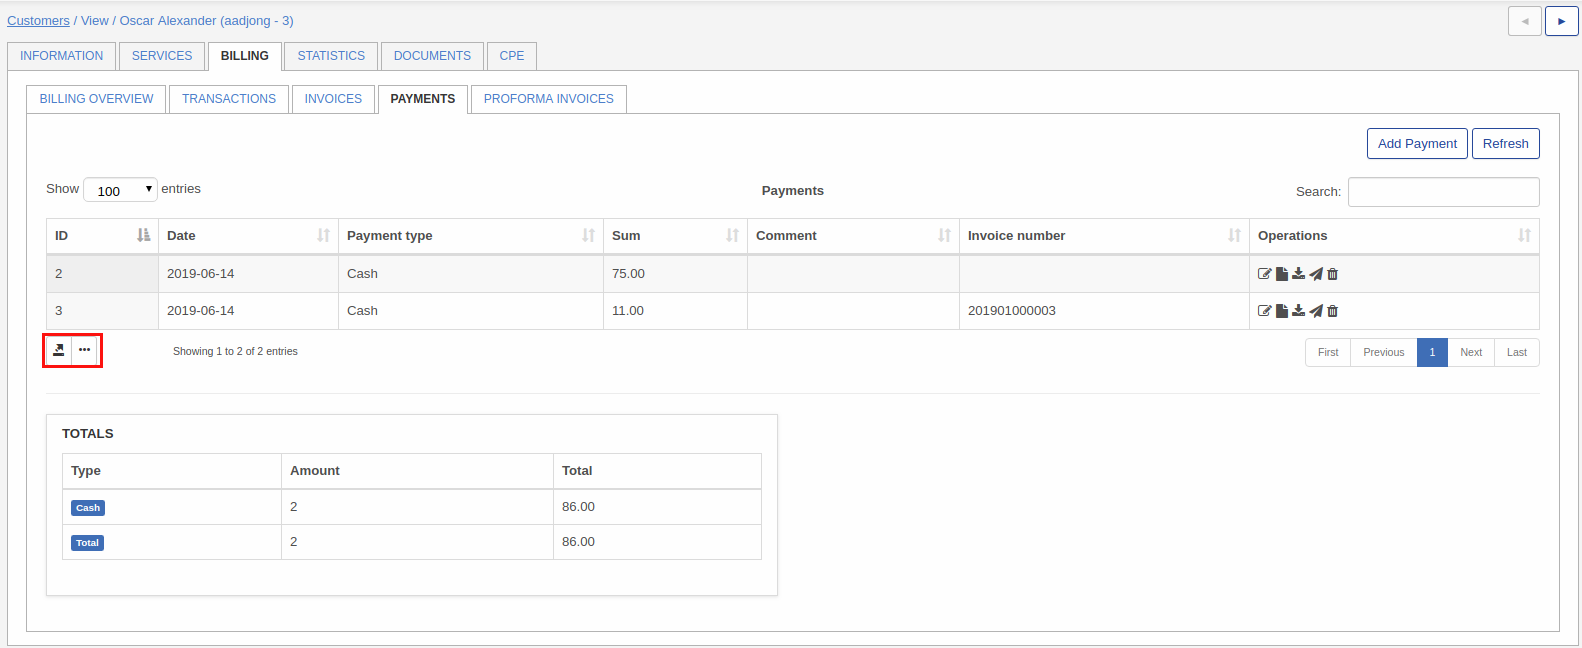 Customers / View / Oscar Alexander (aadjong - 3)
INFORMATION SERVICES BILLING STATISTICS DOCUMENTS CPE
BILLING OVERVIEW TRANSACTIONS INVOICES PAYMENTS PROFORMA INVOICES
Add Payment Refresh
Show 100 entries Payments Search:
ID Date Payment type Sum Comment Invoice number Operations
2 2019-06-14 Cash 75.00
3 2019-06-14 Cash 11.00 201901000003
Showing 1 to 2 of 2 entries First Previous 1 Next Last
TOTALS
Type Amount Total
Cash 2 86.00
Total 2 86.00